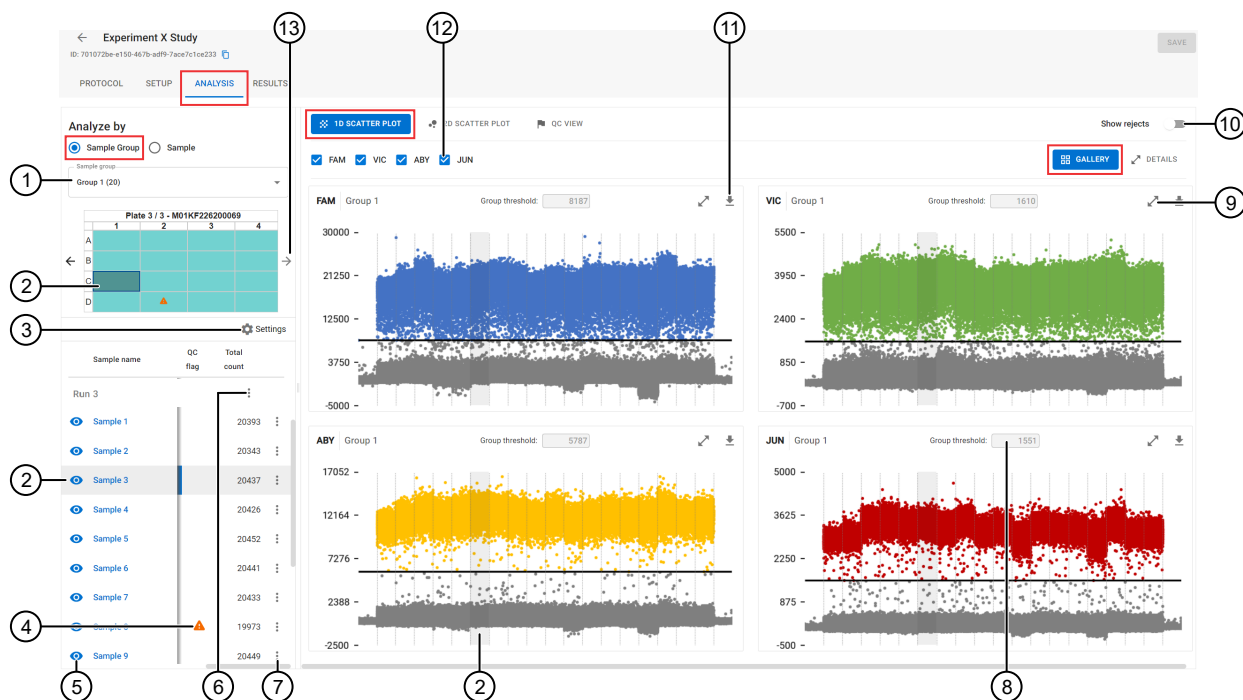 13
12
11
Experiment X Study
ID: 701072be-e150-467b-adf9-7ace7c1ce233
SAVE
PROTOCOL SETUP ANALYSIS RESULTS
Analyze by
Sample Group Sample
1D SCATTER PLOT 2D SCATTER PLOT QC VIEW
Show rejects
10
FAM VIC ABY JUN
GALLERY DETAILS
1
Sample group
Group 1 (20)
Plate 3 / 3 - M01KF226200069
1 2 3 4
A
B
C
D
2
3
Settings
FAM Group 1 Group threshold: 8187
30000
21250
12500
3750
-5000
VIC Group 1 Group threshold: 1610
9
5500
3950
2400
850
-700
Sample name QC flag Total count
Run 3
Sample 1 20393
Sample 2 20343
2
Sample 3 20437
Sample 4 20426
Sample 5 20452
Sample 6 20441
Sample 7 20433
4
Sample 8 19973
Sample 9 20449
ABY Group 1 Group threshold: 5787
17052
12164
7276
2388
-2500
JUN Group 1 Group threshold: 1551
5000
3625
2250
875
-500
5
6
7
2
8